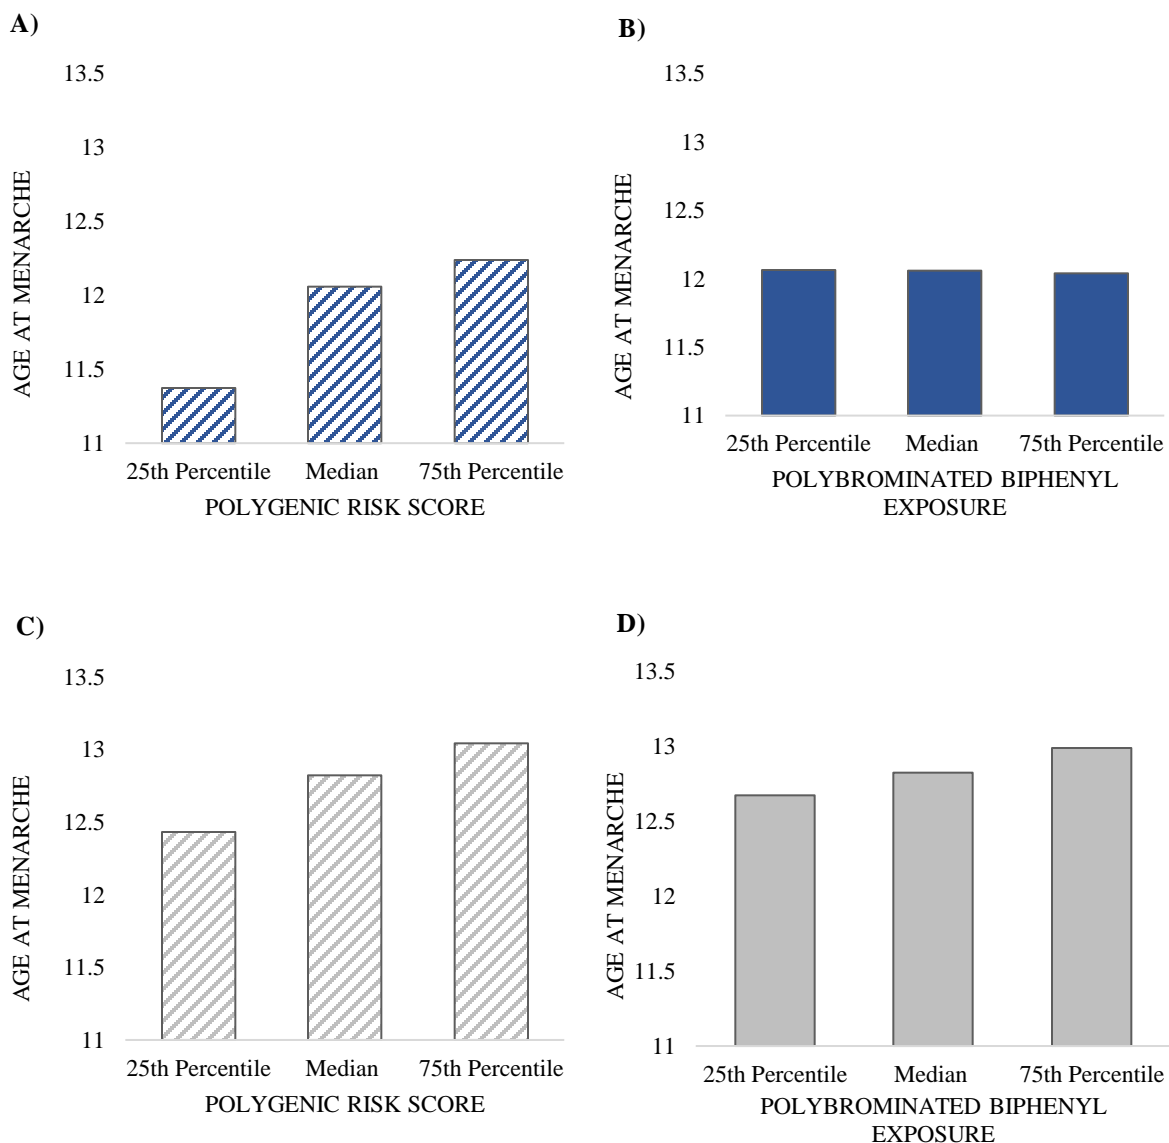 A)
13.5
13
12.5
12
11.5
11
AGE AT MENARCHE
25th Percentile Median 75th Percentile
POLYGENIC RISK SCORE
B)
13.5
13
12.5
12
11.5
11
AGE AT MENARCHE
25th Percentile Median 75th Percentile
POLYBROMINATED BIPHENYL
EXPOSURE
C)
13.5
13
12.5
12
11.5
11
AGE AT MENARCHE
25th Percentile Median 75th Percentile
POLYGENIC RISK SCORE
D)
13.5
13
12.5
12
11.5
11
AGE AT MENARCHE
25th Percentile Median 75th Percentile
POLYBROMINATED BIPHENYL
EXPOSURE